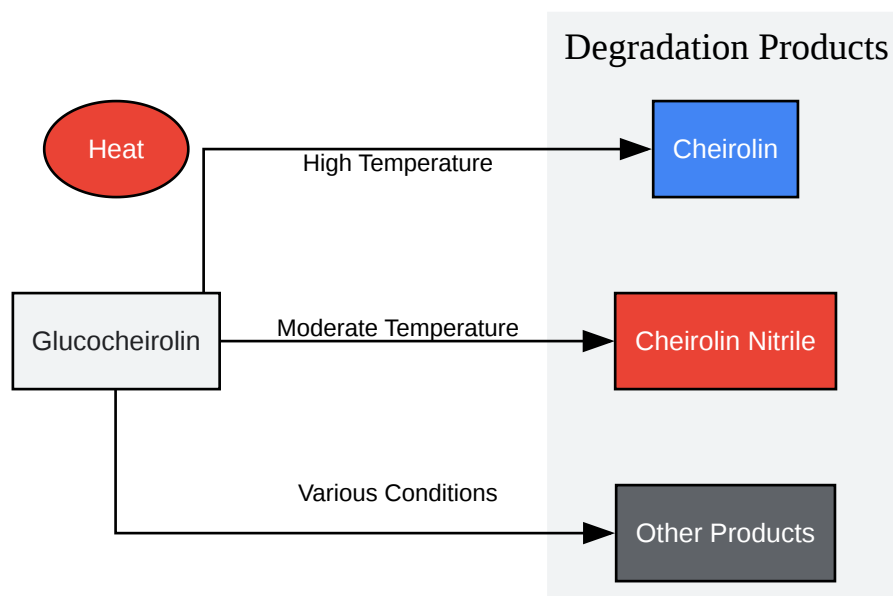 Degradation Products
Heat
High Temperature
Cheirolin
Glucocheirolin
Moderate Temperature
Cheirolin Nitrile
Various Conditions
Other Products